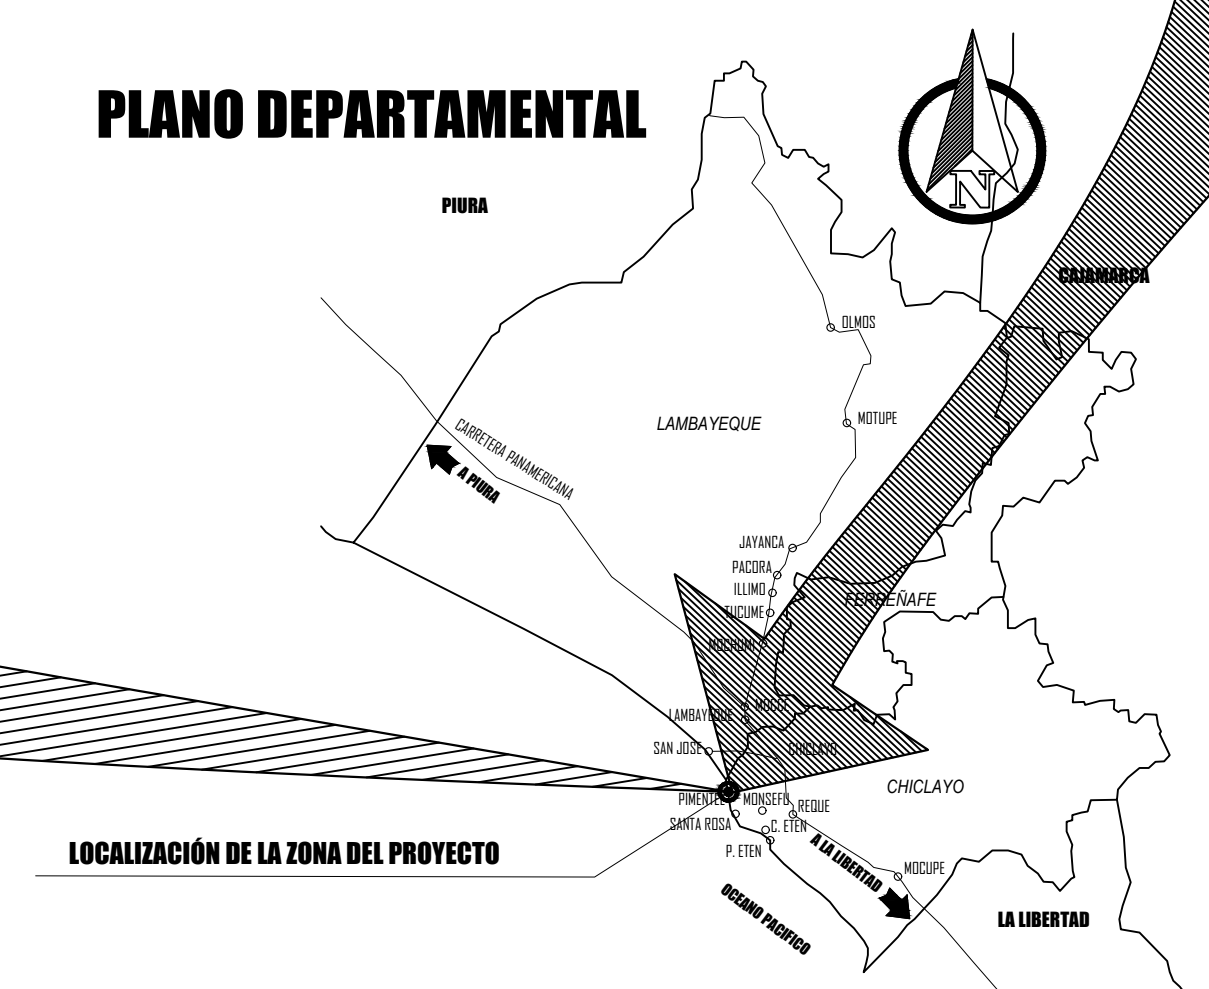 PLANO DEPARTAMENTAL
N
PIURA
CAJAMARCA
OLMOS
LAMBAYEQUE
MOTUPE
CARRETERA PANAMERICANA
A PIURA
JAYANCA
PACORA
ILLIMO
FERREÑAFE
TUCUME
MOCHUMI
LAMBAYEQUE
SAN JOSE
CHICLAYO
CHICLAYO
PIMENTEL
MONSEFU
REQUE
SANTA ROSA
C. ETEN
P. ETEN
A LA LIBERTAD
LOCALIZACIÓN DE LA ZONA DEL PROYECTO
MOCUPE
OCEANO PACIFICO
LA LIBERTAD